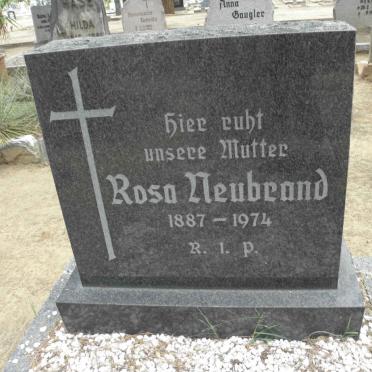 HILDA
Anna
Gaugler
Hier ruht
unsere Mutter
Rosa Neubrand
1887 – 1974
R. I. P.